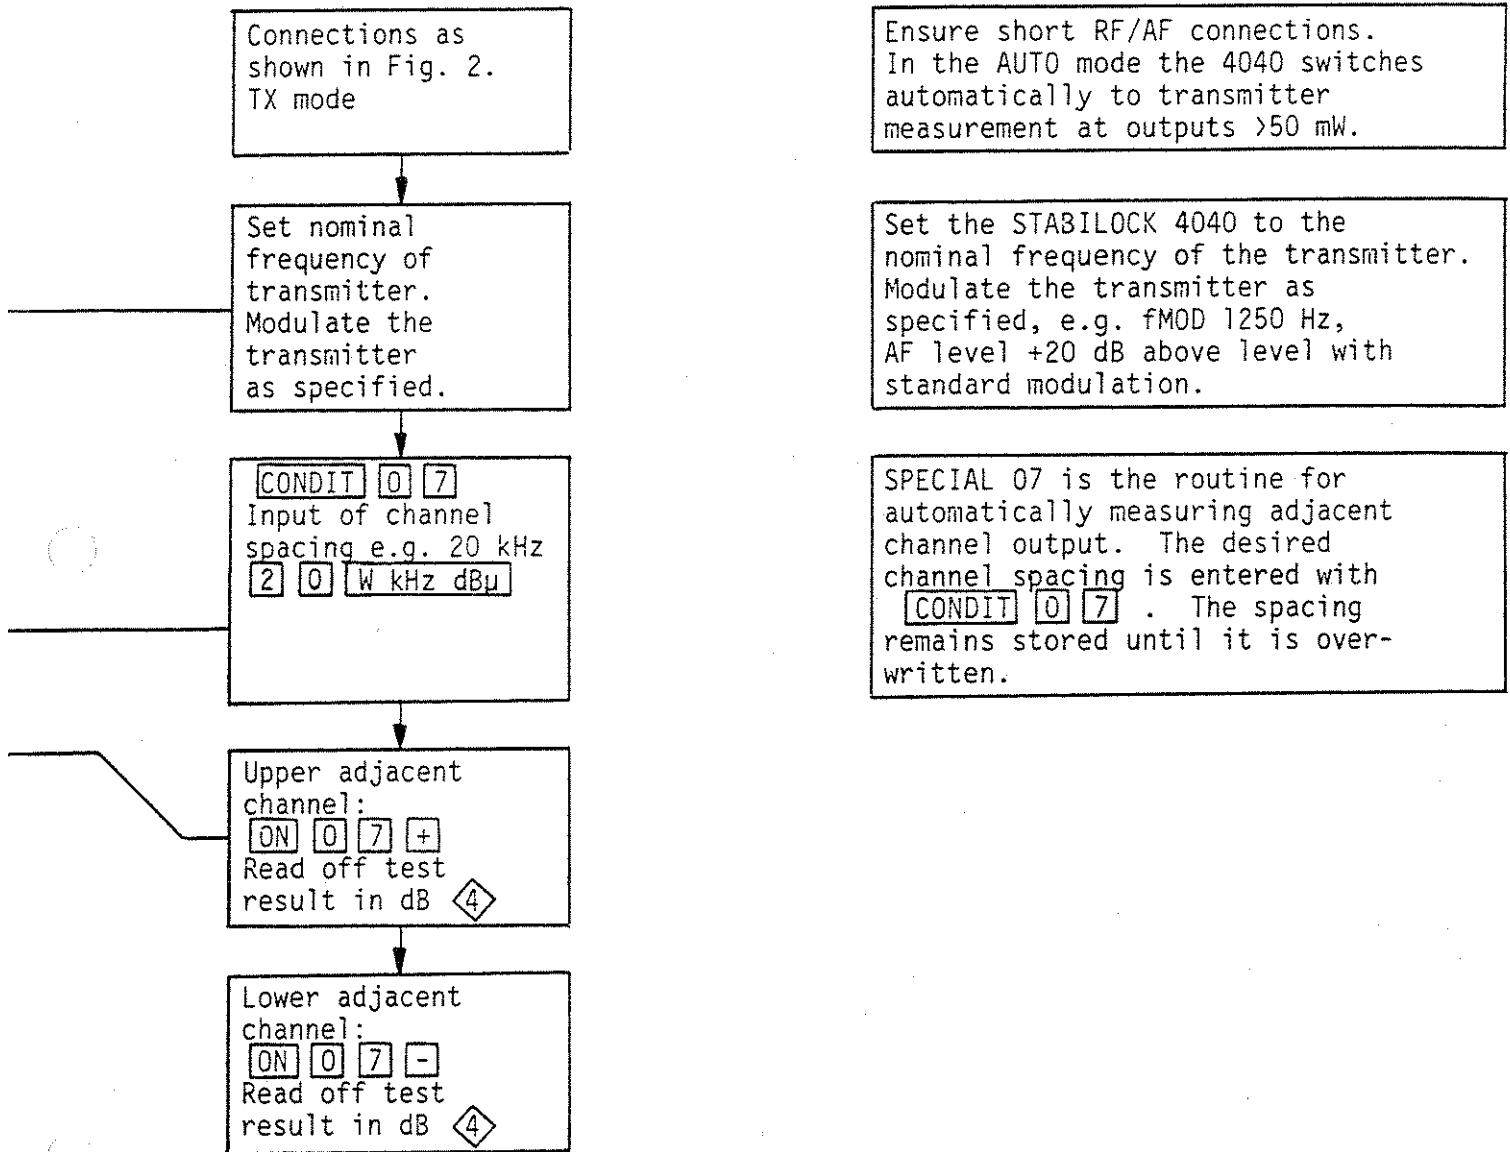 Connections as
shown in Fig. 2.
TX mode
Ensure short RF/AF connections.
In the AUTO mode the 4040 switches
automatically to transmitter
measurement at outputs >50 mW.
Set nominal
frequency of
transmitter.
Modulate the
transmitter
as specified.
Set the STABILOCK 4040 to the
nominal frequency of the transmitter.
Modulate the transmitter as
specified, e.g. fMOD 1250 Hz,
AF level +20 dB above level with
standard modulation.
CONDIT 0 7
Input of channel
spacing e.g. 20 kHz
2 0 W kHz dBµ
SPECIAL 07 is the routine for
automatically measuring adjacent
channel output. The desired
channel spacing is entered with
CONDIT 0 7 . The spacing
remains stored until it is over-
written.
Upper adjacent
channel:
ON 0 7 +
Read off test
result in dB 4
Lower adjacent
channel:
ON 0 7 -
Read off test
result in dB 4